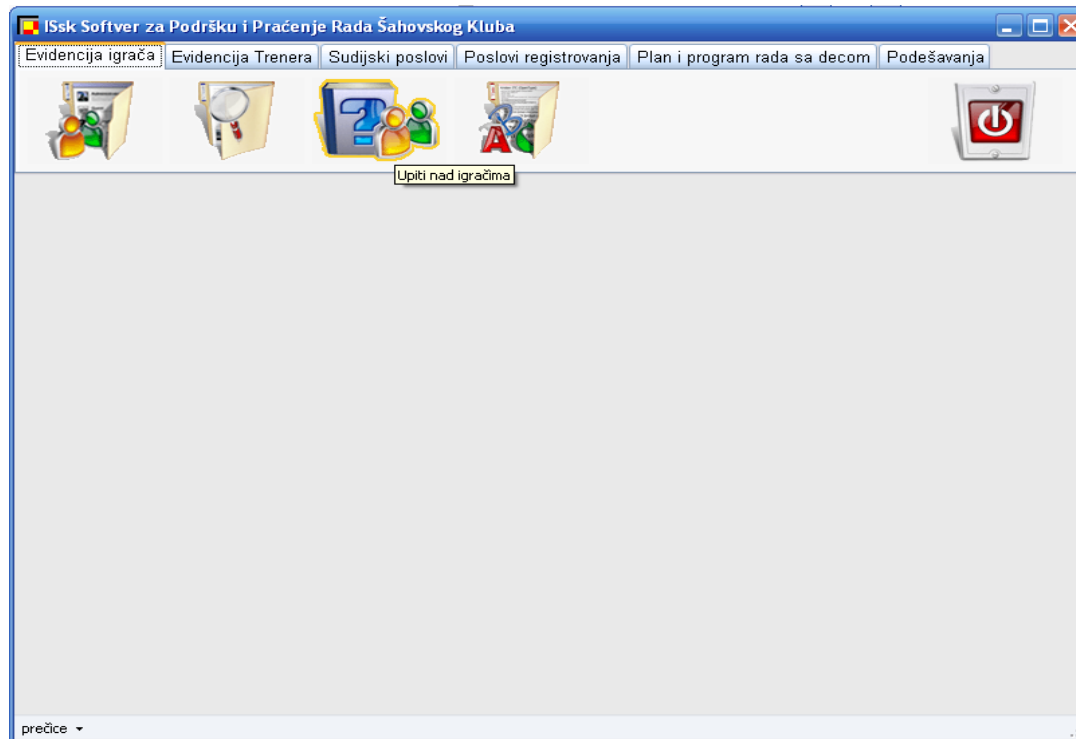 ISsk Softver za Podršku i Praćenje Rada Šahovskog Kluba
Evidencija igrača Evidencija Trenera Sudijski poslovi Poslovi registrovanja Plan i program rada sa decom Podešavanja
Upiti nad igračima
prečice